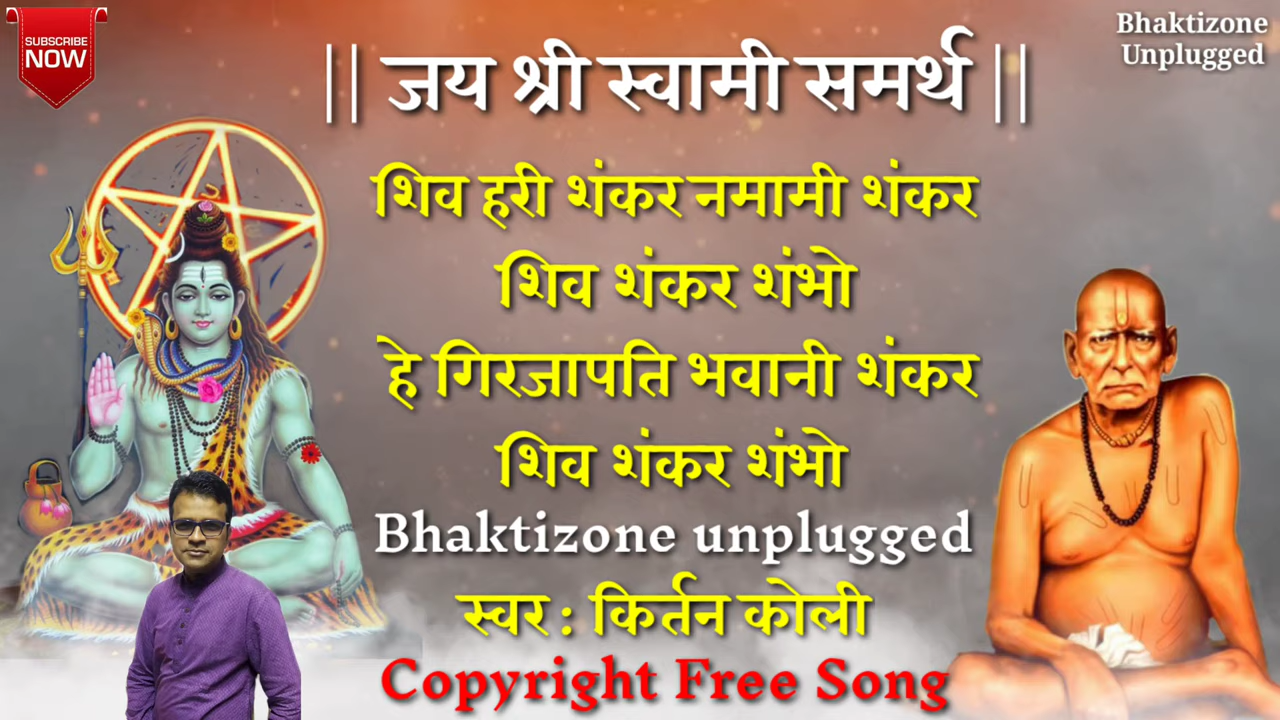 SUBSCRIBE
NOW
Bhaktizone
Unplugged
|| जय श्री स्वामी समर्थ ||
शिव हरी शंकर नमामी शंकर
शिव शंकर शंभो
हे गिरजापति भवानी शंकर
शिव शंकर शंभो
Bhaktizone unplugged
स्वर : किर्तन कोली
Copyright Free Song